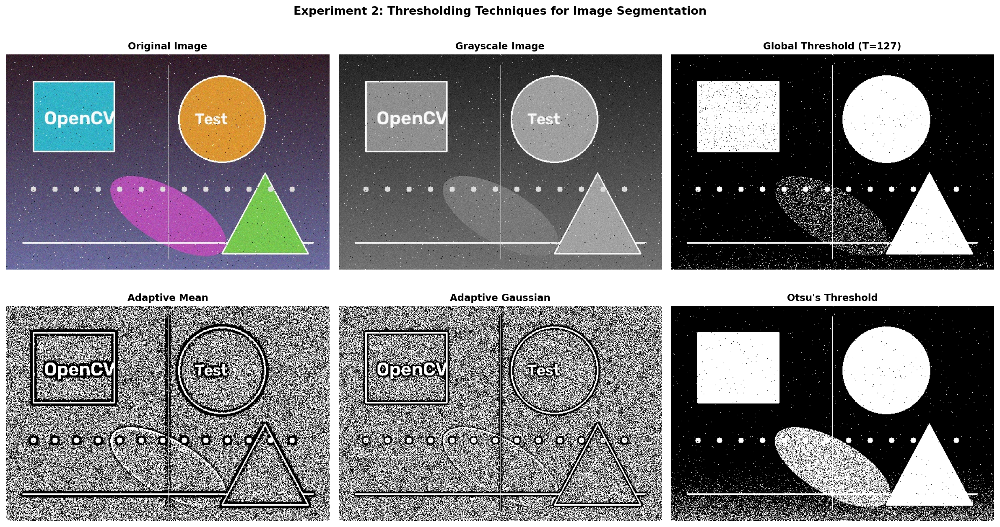 Experiment 2: Thresholding Techniques for Image Segmentation
Original Image
Grayscale Image
Global Threshold (T=127)
OpenCV
Test
OpenCV
Test
Adaptive Mean
Adaptive Gaussian
Otsu's Threshold
OpenCV
Test
OpenCV
Test